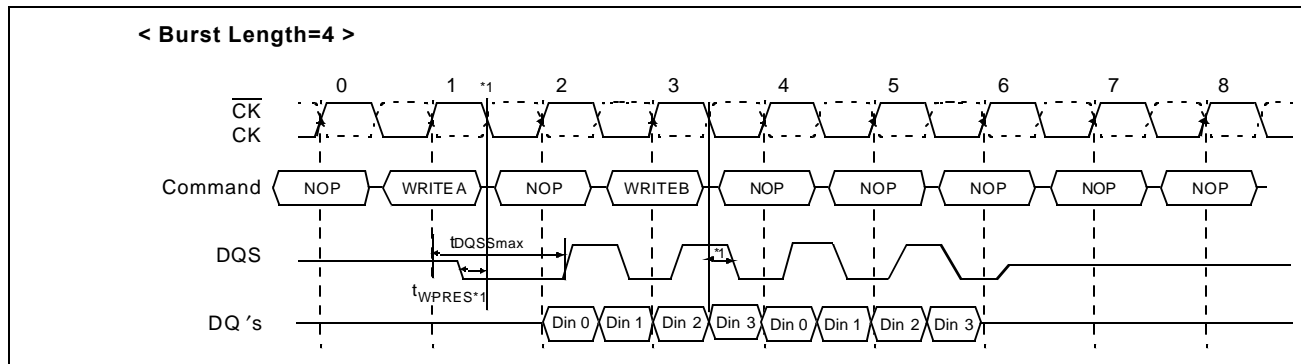 < Burst Length=4 >
0 1 *1 2 3 4 5 6 7 8
CK
CK
Command NOP WRITEA NOP WRITEB NOP NOP NOP NOP NOP
DQS tDQSSmax *1
tWPRES*1
DQ ′s Din 0 Din 1 Din 2 Din 3 Din 0 Din 1 Din 2 Din 3